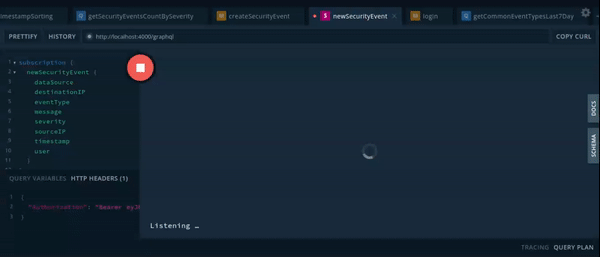 imestampSorting
getSecurityEventsCountBySeverity
M createSecurityEvent
S newSecurityEvent ×
M login
getCommonEventTypesLast7Day
PRETTIFY HISTORY http://localhost:4000/graphql COPY CURL
1 subscription {
2 newSecurityEvent {
3 dataSource
4 destinationIP
5 eventType
6 message
7 severity
8 sourceIP
9 timestamp
10 user
11 }
QUERY VARIABLES HTTP HEADERS (1)
1 {
2 "Authorization": "Bearer eyJ
3 }
Listening …
DOCS
SCHEMA
TRACING QUERY PLAN